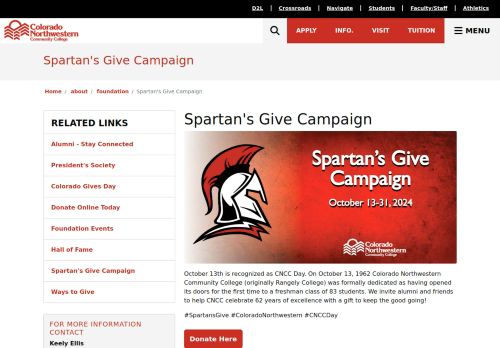 D2L | Crossroads | Navigate | Students | Faculty/Staff | Athletics
Colorado
Northwestern
Community College
APPLY INFO. VISIT TUITION MENU
Spartan's Give Campaign
Home / about / foundation / Spartan's Give Campaign
RELATED LINKS
Alumni - Stay Connected
President's Society
Colorado Gives Day
Donate Online Today
Foundation Events
Hall of Fame
Spartan's Give Campaign
Ways to Give
FOR MORE INFORMATION
CONTACT
Keely Ellis
Spartan's Give Campaign
Spartan's Give
Campaign
October 13-31, 2024
Colorado
Northwestern
Community College
October 13th is recognized as CNCC Day. On October 13, 1962 Colorado Northwestern
Community College (originally Rangely College) was formally dedicated as having opened
its doors for the first time to a freshman class of 83 students. We invite alumni and friends
to help CNCC celebrate 62 years of excellence with a gift to keep the good going!
#SpartansGive #ColoradoNorthwestern #CNCCDay
Donate Here